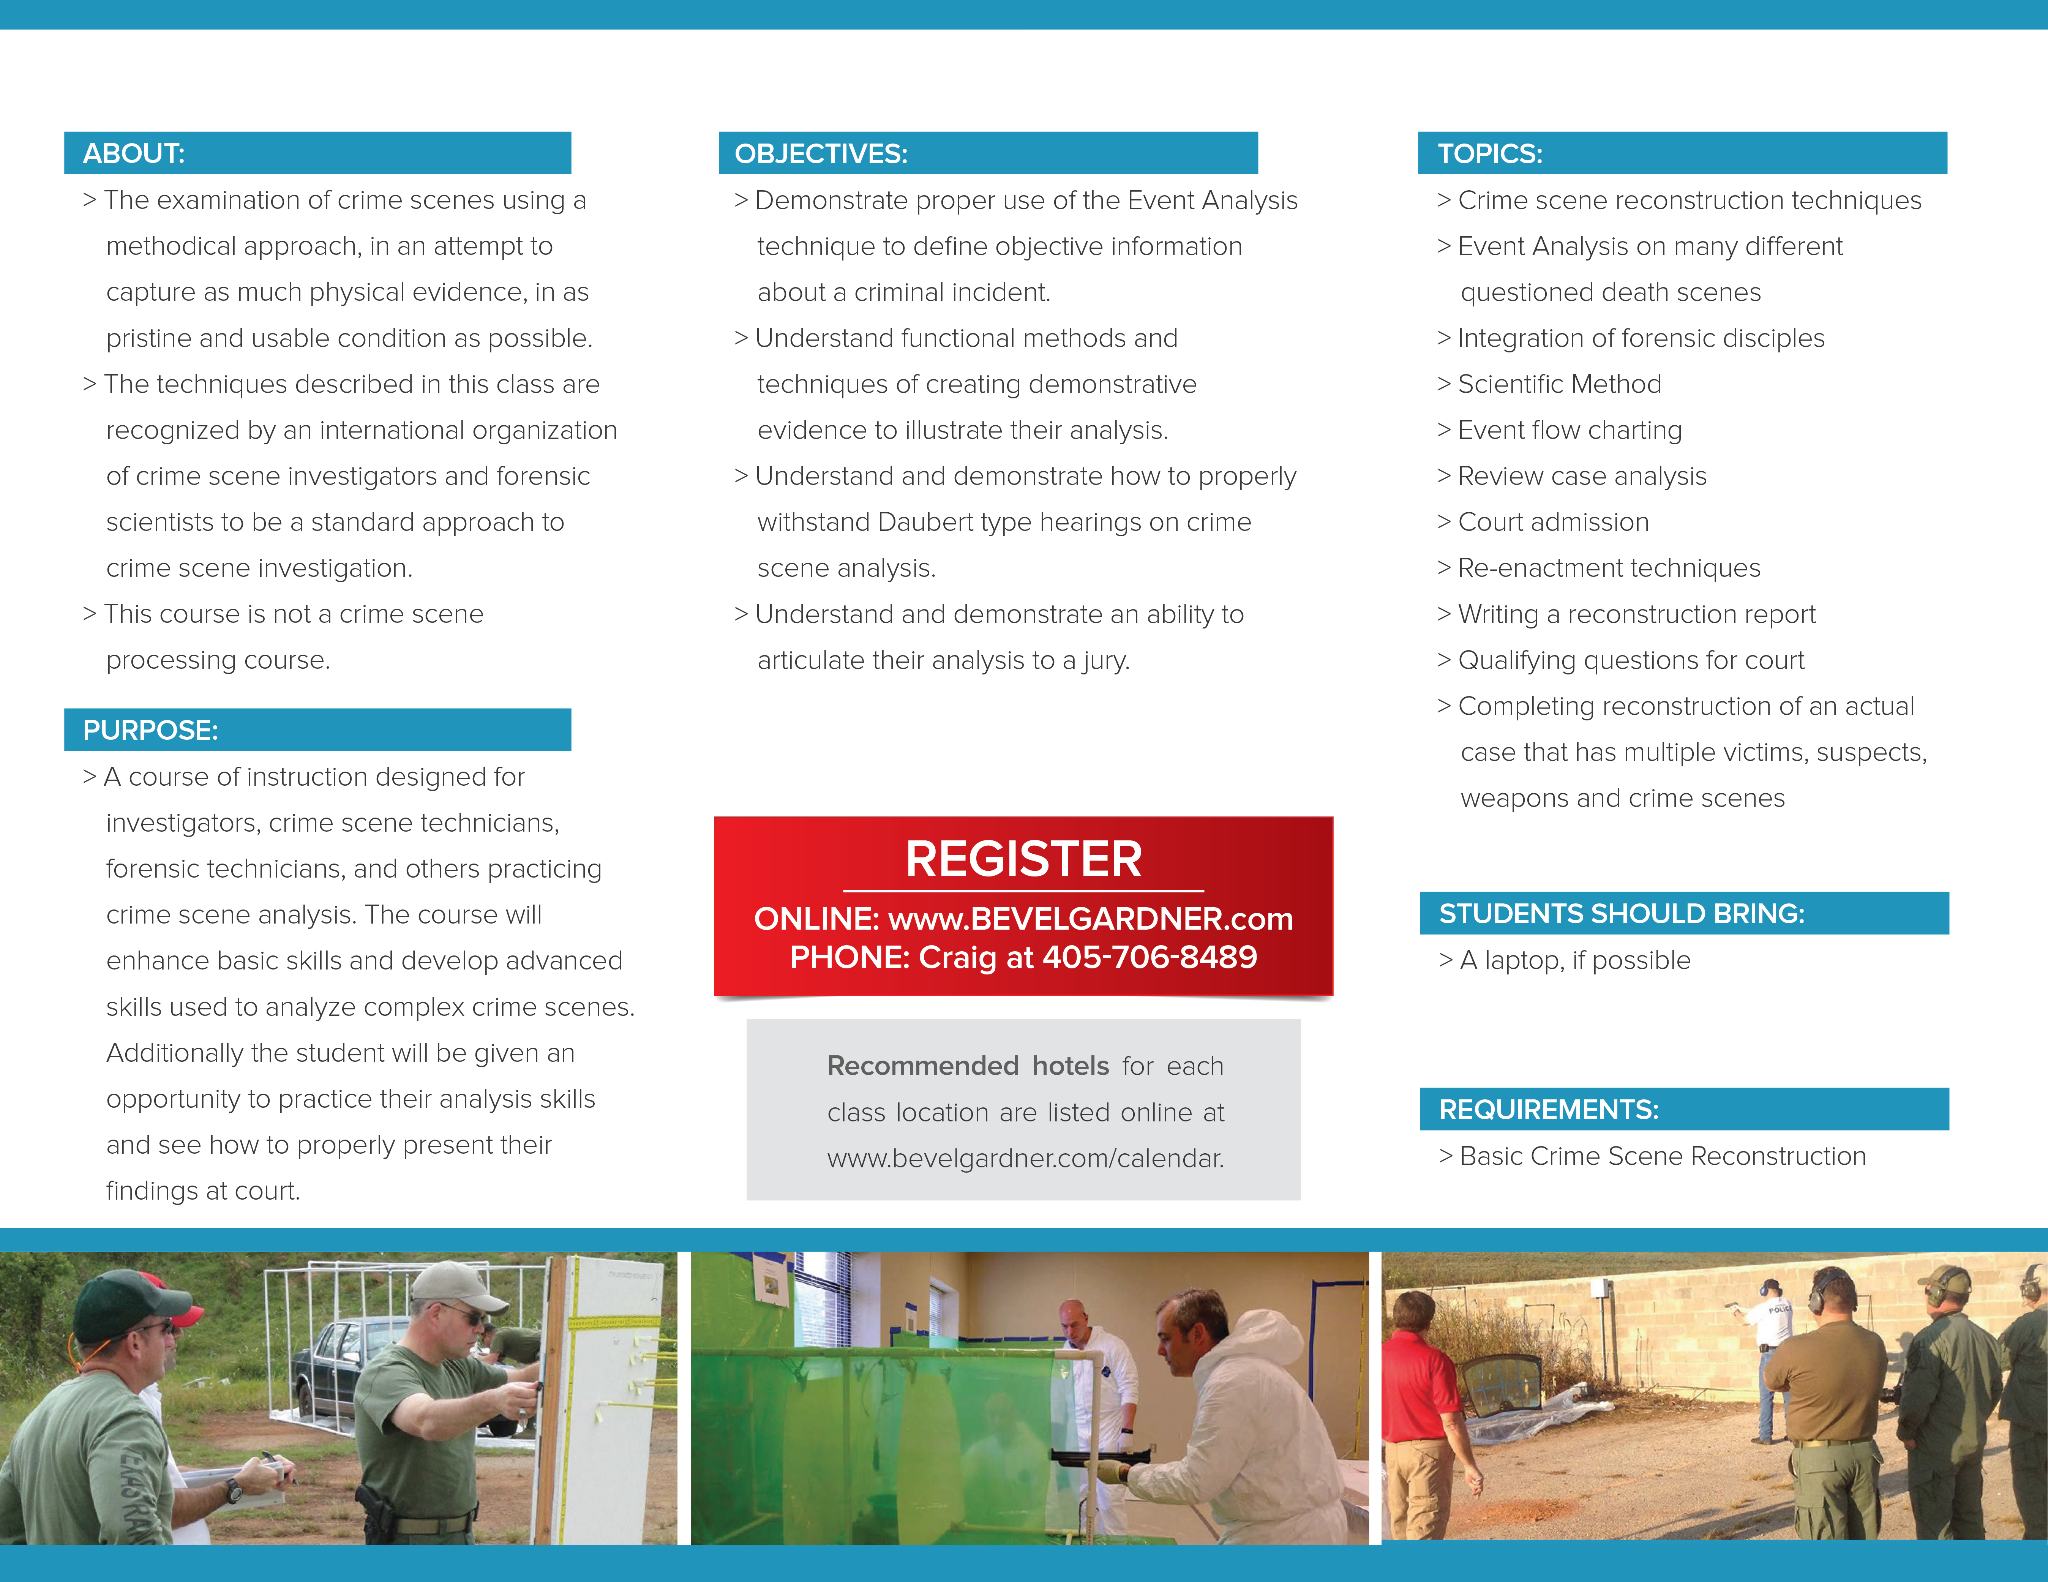 ABOUT:
> The examination of crime scenes using a
methodical approach, in an attempt to
capture as much physical evidence, in as
pristine and usable condition as possible.
> The techniques described in this class are
recognized by an international organization
of crime scene investigators and forensic
scientists to be a standard approach to
crime scene investigation.
> This course is not a crime scene
processing course.
PURPOSE:
> A course of instruction designed for
investigators, crime scene technicians,
forensic technicians, and others practicing
crime scene analysis. The course will
enhance basic skills and develop advanced
skills used to analyze complex crime scenes.
Additionally the student will be given an
opportunity to practice their analysis skills
and see how to properly present their
findings at court.
OBJECTIVES:
> Demonstrate proper use of the Event Analysis
technique to define objective information
about a criminal incident.
> Understand functional methods and
techniques of creating demonstrative
evidence to illustrate their analysis.
> Understand and demonstrate how to properly
withstand Daubert type hearings on crime
scene analysis.
> Understand and demonstrate an ability to
articulate their analysis to a jury.
REGISTER
ONLINE: www.BEVELGARDNER.com
PHONE: Craig at 405-706-8489
Recommended hotels for each
class location are listed online at
www.bevelgardner.com/calendar.
TOPICS:
> Crime scene reconstruction techniques
> Event Analysis on many different
questioned death scenes
> Integration of forensic disciples
> Scientific Method
> Event flow charting
> Review case analysis
> Court admission
> Re-enactment techniques
> Writing a reconstruction report
> Qualifying questions for court
> Completing reconstruction of an actual
case that has multiple victims, suspects,
weapons and crime scenes
STUDENTS SHOULD BRING:
> A laptop, if possible
REQUIREMENTS:
> Basic Crime Scene Reconstruction
POLICE